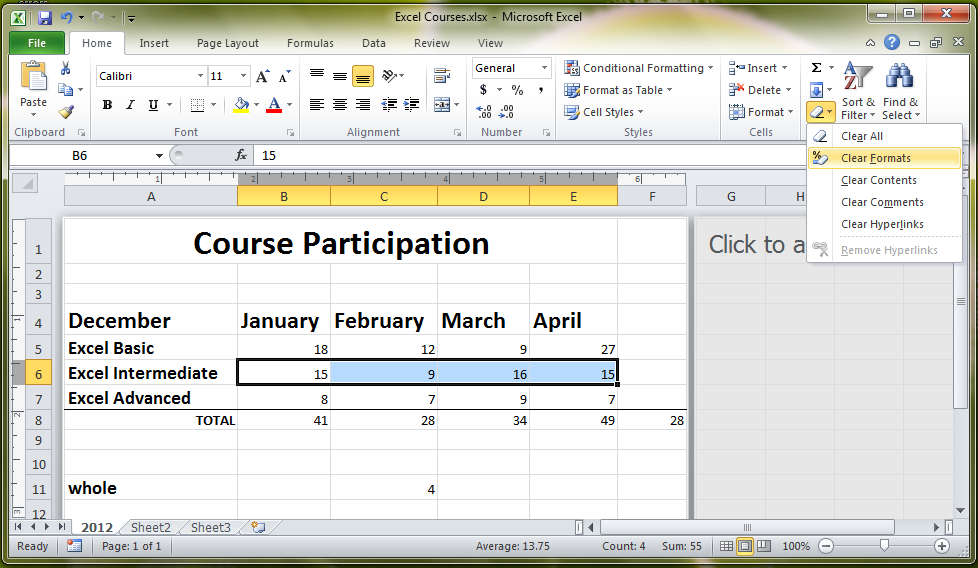 Excel Courses.xlsx - Microsoft Excel
File Home Insert Page Layout Formulas Data Review View
Calibri 11 General Conditional Formatting Insert Σ
Paste B I U A $ % , Format as Table Delete Sort & Find &
Cell Styles Format Filter Select
Clipboard Font Alignment Number Styles Cells
Clear All
Clear Formats
Clear Contents
Clear Comments
Clear Hyperlinks
Remove Hyperlinks
B6 fx 15
1 2 3 4 5 6
A B C D E F G H
1 Course Participation Click to a
2
3
4 December January February March April
5 Excel Basic 18 12 9 27
6 Excel Intermediate 15 9 16 15
7 Excel Advanced 8 7 9 7
8 TOTAL 41 28 34 49 28
9
10
11 whole 4
12
2012 Sheet2 Sheet3
Ready Page: 1 of 1 Average: 13.75 Count: 4 Sum: 55 100%